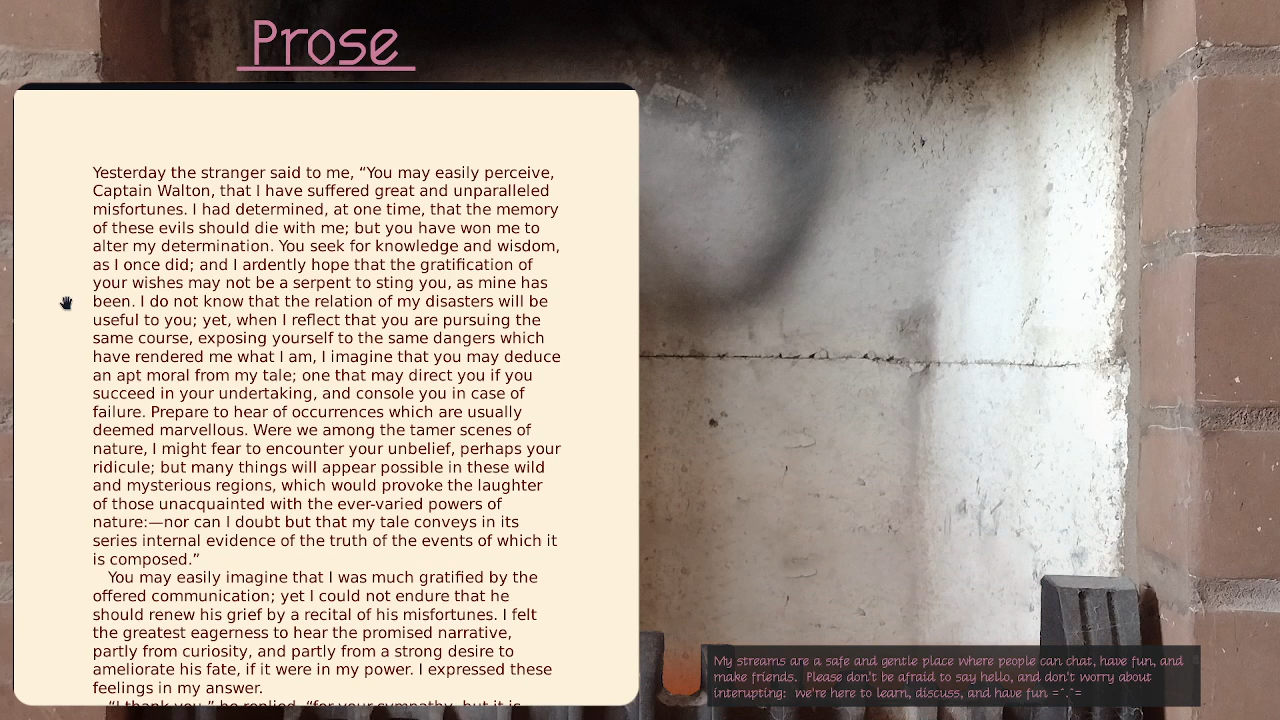 Prose
Yesterday the stranger said to me, “You may easily perceive,
Captain Walton, that I have suffered great and unparalleled
misfortunes. I had determined, at one time, that the memory
of these evils should die with me; but you have won me to
alter my determination. You seek for knowledge and wisdom,
as I once did; and I ardently hope that the gratification of
your wishes may not be a serpent to sting you, as mine has
been. I do not know that the relation of my disasters will be
useful to you; yet, when I reflect that you are pursuing the
same course, exposing yourself to the same dangers which
have rendered me what I am, I imagine that you may deduce
an apt moral from my tale; one that may direct you if you
succeed in your undertaking, and console you in case of
failure. Prepare to hear of occurrences which are usually
deemed marvellous. Were we among the tamer scenes of
nature, I might fear to encounter your unbelief, perhaps your
ridicule; but many things will appear possible in these wild
and mysterious regions, which would provoke the laughter
of those unacquainted with the ever-varied powers of
nature:—nor can I doubt but that my tale conveys in its
series internal evidence of the truth of the events of which it
is composed.”
You may easily imagine that I was much gratified by the
offered communication; yet I could not endure that he
should renew his grief by a recital of his misfortunes. I felt
the greatest eagerness to hear the promised narrative,
partly from curiosity, and partly from a strong desire to
ameliorate his fate, if it were in my power. I expressed these
feelings in my answer.
“I thank you,” he replied, “for your sympathy, but it is
My streams are a safe and gentle place where people can chat, have fun, and
make friends. Please don't be afraid to say hello, and don't worry about
interupting: we're here to learn, discuss, and have fun =^.^=